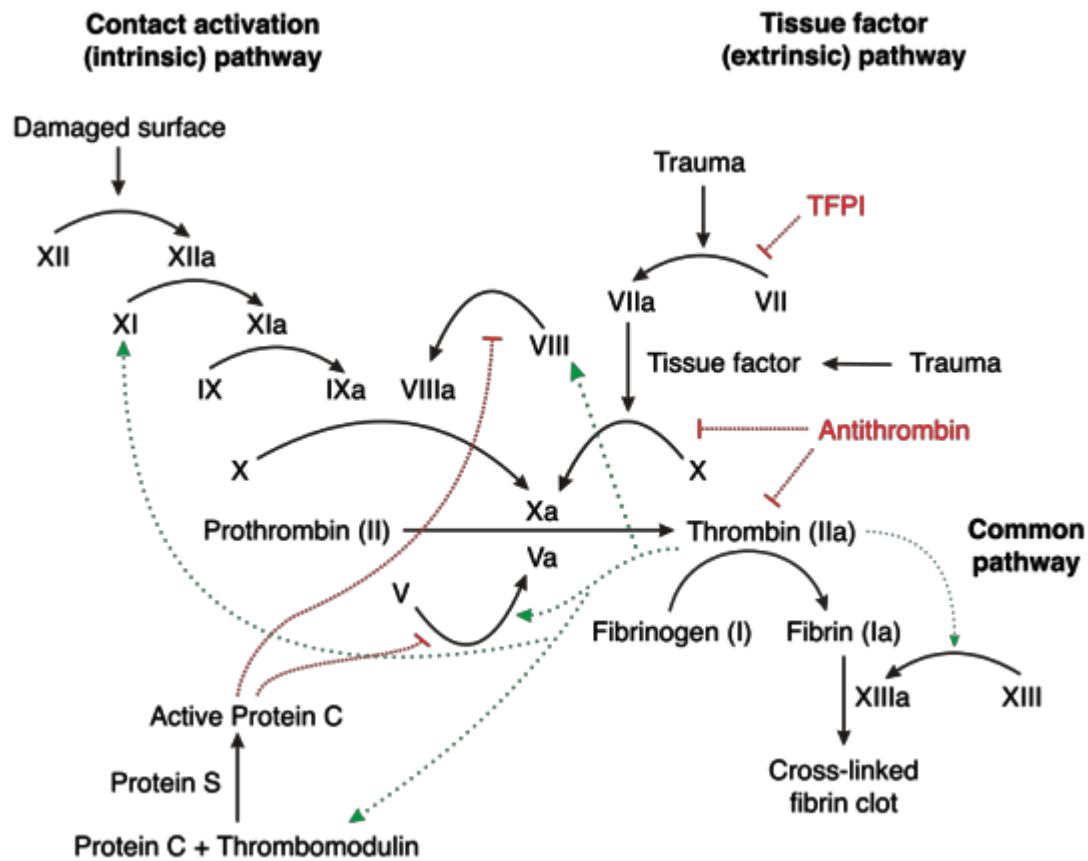 Contact activation
(intrinsic) pathway
Tissue factor
(extrinsic) pathway
Damaged surface
Trauma
TFPI
XII
XIIa
VIIa
VII
XI
XIa
VIII
Tissue factor
Trauma
IX
IXa
VIIIa
Antithrombin
X
X
Xa
Prothrombin (II)
Thrombin (IIa)
Common
pathway
Va
V
Fibrinogen (I)
Fibrin (Ia)
XIIIa
XIII
Active Protein C
Protein S
Cross-linked
fibrin clot
Protein C + Thrombomodulin